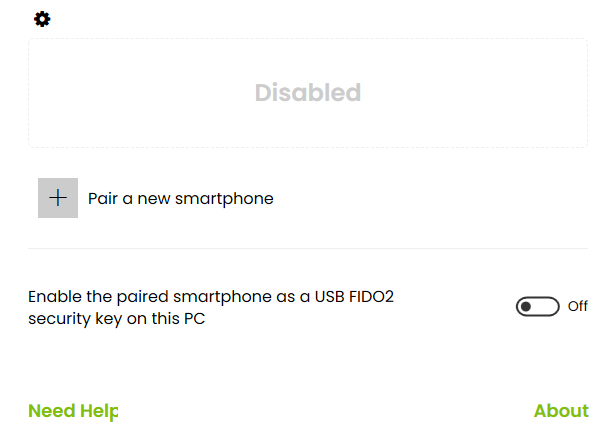 Disabled
Pair a new smartphone
Enable the paired smartphone as a USB FIDO2
security key on this PC
Off
Need Help
About